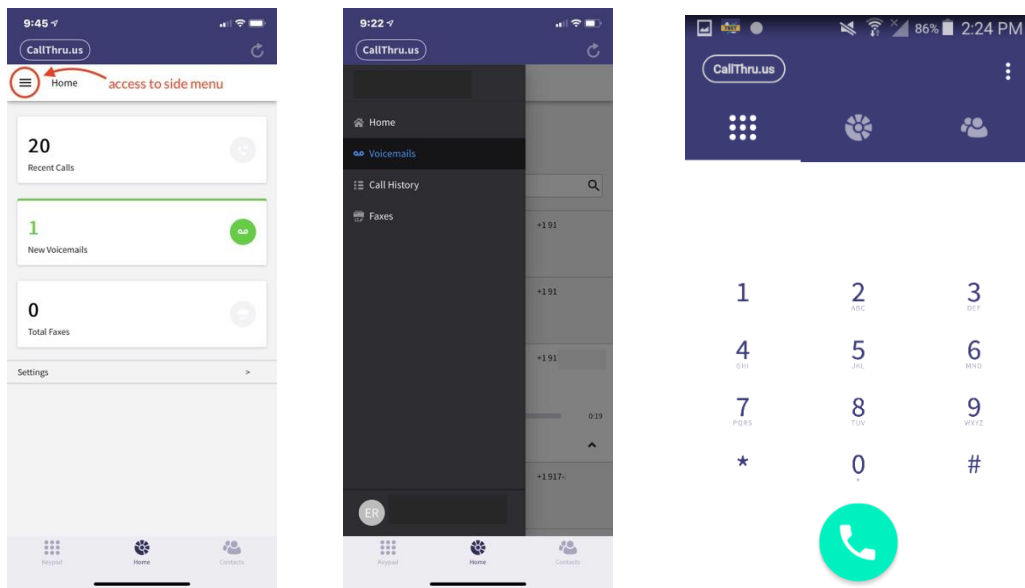 9:45
CallThru.us
Home
access to side menu
20
Recent Calls
1
New Voicemails
0
Total Faxes
Settings >
Keypad Home Contacts
9:22
CallThru.us
Home
Voicemails
Call History
Faxes
+1 91
+1 91
+1 91
0:19
+1 917-
ER
Keypad Home Contacts
86% 2:24 PM
CallThru.us
1 2 3
ABC DEF
4 5 6
GHI JKL MNO
7 8 9
PQRS TUV WXYZ
* 0 #
+